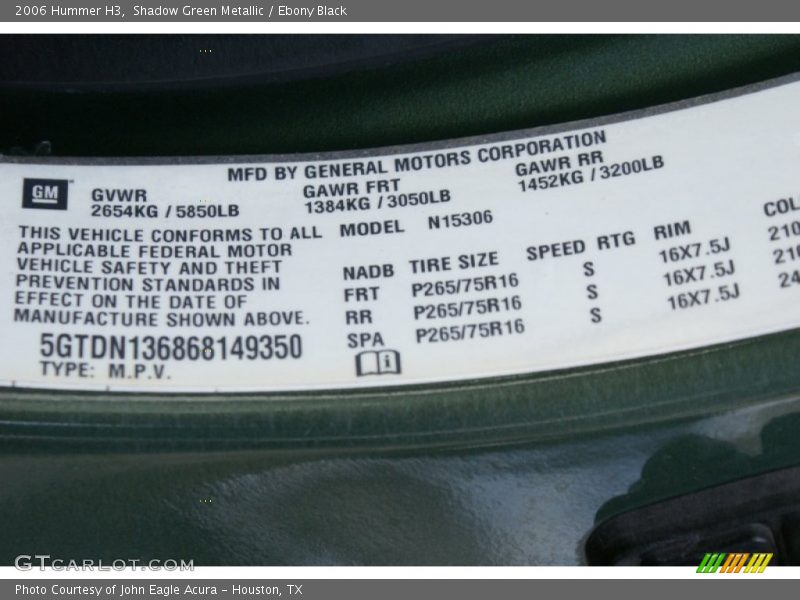 2006 Hummer H3,  Shadow Green Metallic / Ebony Black
MFD BY GENERAL MOTORS CORPORATION
GM
GVWR
2654KG / 5850LB
GAWR FRT
1384KG / 3050LB
GAWR RR
1452KG / 3200LB
THIS VEHICLE CONFORMS TO ALL
APPLICABLE FEDERAL MOTOR
VEHICLE SAFETY AND THEFT
PREVENTION STANDARDS IN
EFFECT ON THE DATE OF
MANUFACTURE SHOWN ABOVE.
5GTDN136868149350
TYPE: M.P.V.
MODEL N15306
NADB TIRE SIZE SPEED RTG RIM
FRT P265/75R16 S 16X7.5J
RR P265/75R16 S 16X7.5J
SPA P265/75R16 S 16X7.5J
GTcarlot.com
Photo Courtesy of John Eagle Acura - Houston, TX